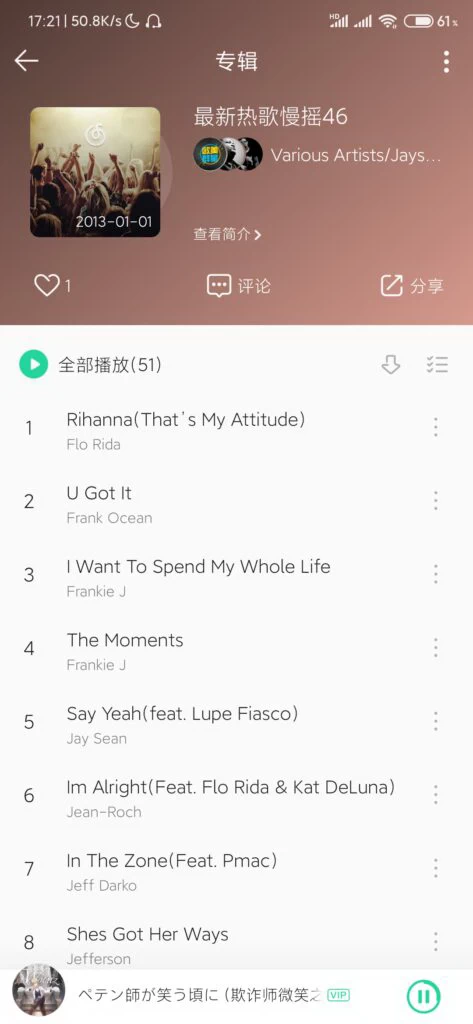 17:21 | 50.8K/s
HD
61%
专辑
最新热歌慢摇46
Various Artists/Jays...
2013-01-01
查看简介
1
评论
分享
全部播放(51)
1
Rihanna(That's My Attitude)
Flo Rida
2
U Got It
Frank Ocean
3
I Want To Spend My Whole Life
Frankie J
4
The Moments
Frankie J
5
Say Yeah(feat. Lupe Fiasco)
Jay Sean
6
Im Alright(Feat. Flo Rida & Kat DeLuna)
Jean-Roch
7
In The Zone(Feat. Pmac)
Jeff Darko
8
Shes Got Her Ways
Jefferson
ペテン師が笑う頃に (欺诈师微笑之
VIP